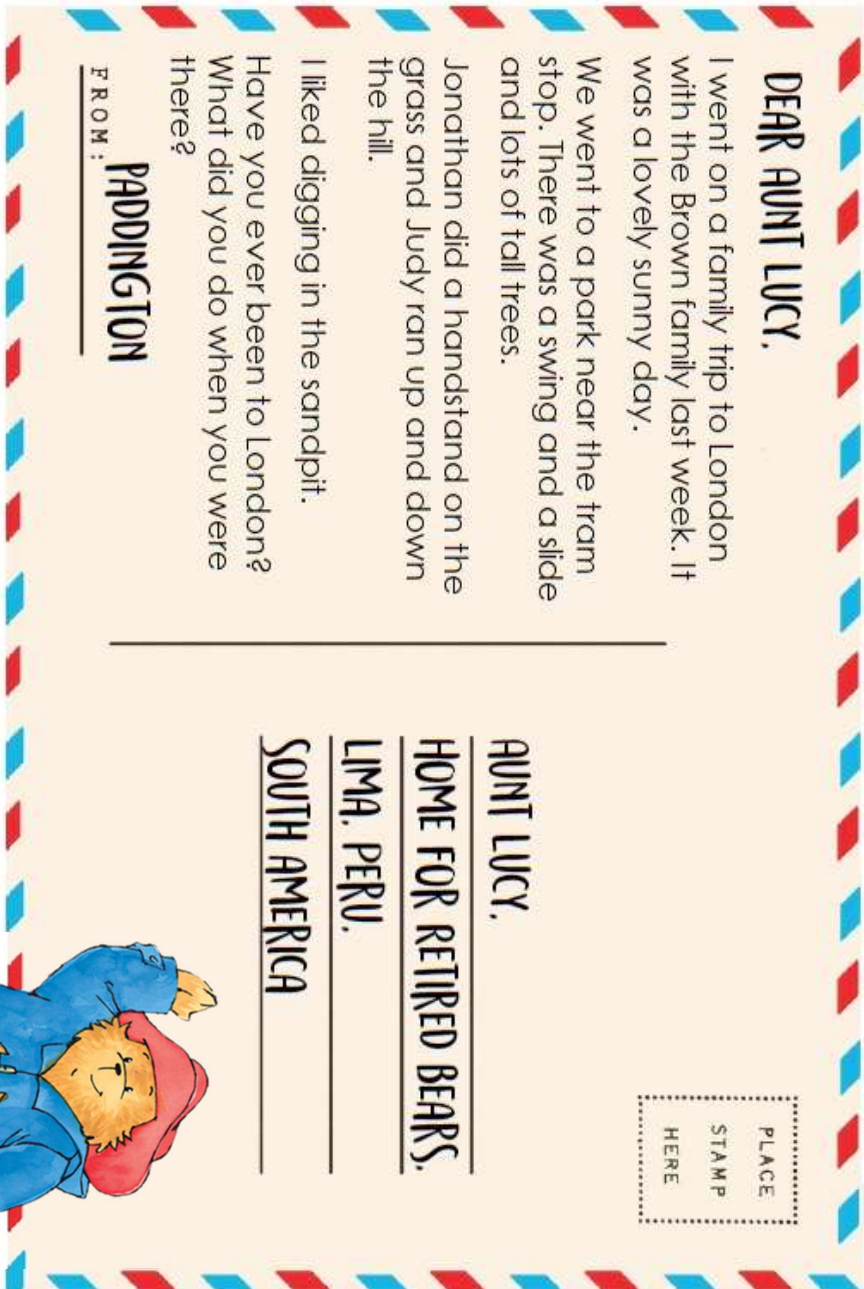 DEAR AUNT LUCY,
I went on a family trip to London
with the Brown family last week. It
was a lovely sunny day.
We went to a park near the tram
stop. There was a swing and a slide
and lots of tall trees.
Jonathan did a handstand on the
grass and Judy ran up and down
the hill.
I liked digging in the sandpit.
Have you ever been to London?
What did you do when you were
there?
FROM: PADDINGTON
PLACE
STAMP
HERE
AUNT LUCY,
HOME FOR RETIRED BEARS,
LIMA, PERU,
SOUTH AMERICA